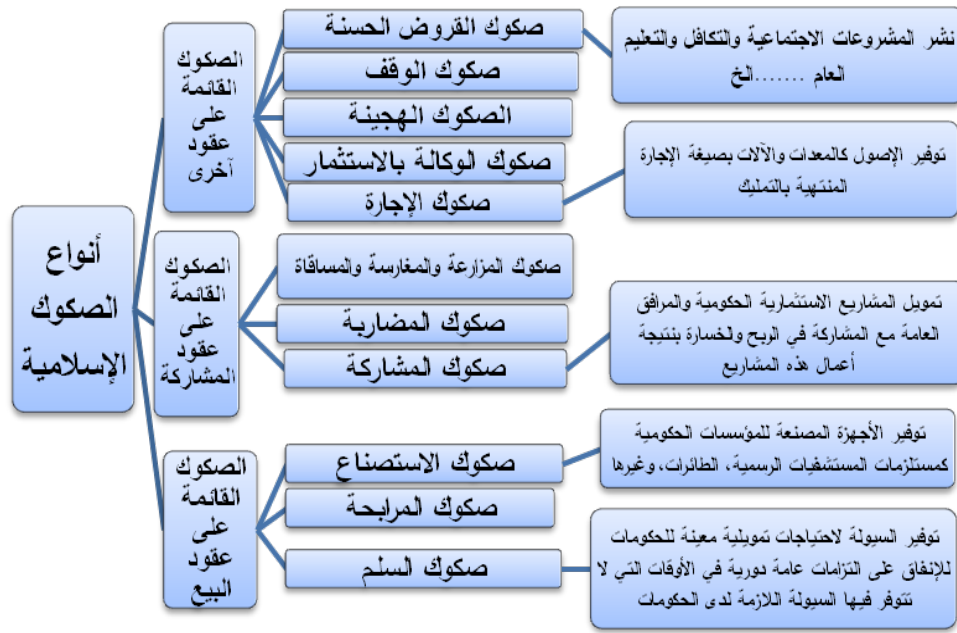 أنواع
الصكوك
الإسلامية
الصكوك
القائمة
على
عقود
آخرى
صكوك القروض الحسنة
نشر المشروعات الاجتماعية والتكافل والتعليم
العام .......الخ
صكوك الوقف
الصكوك الهجينة
صكوك الوكالة بالاستثمار
صكوك الإجارة
توفير الإصول كالمعدات والآلات بصيغة الإجارة
المنتهية بالتمليك
الصكوك
القائمة
على
عقود
المشاركة
صكوك المزارعة والمغارسة والمساقاة
صكوك المضاربة
صكوك المشاركة
تمويل المشاريع الاستثمارية الحكومية والمرافق
العامة مع المشاركة في الربح والخسارة بنتيجة
أعمال هذه المشاريع
الصكوك
القائمة
على
عقود
البيع
صكوك الاستصناع
توفير الأجهزة المصنعة للمؤسسات الحكومية
كمستلزمات المستشفيات الرسمية، الطائرات، وغيرها
صكوك المرابحة
صكوك السلم
توفير السيولة لاحتياجات تمويلية معينة للحكومات
للإنفاق على التزامات عامة دورية في الأوقات التي لا
تتوفر فيها السيولة اللازمة لدى الحكومات